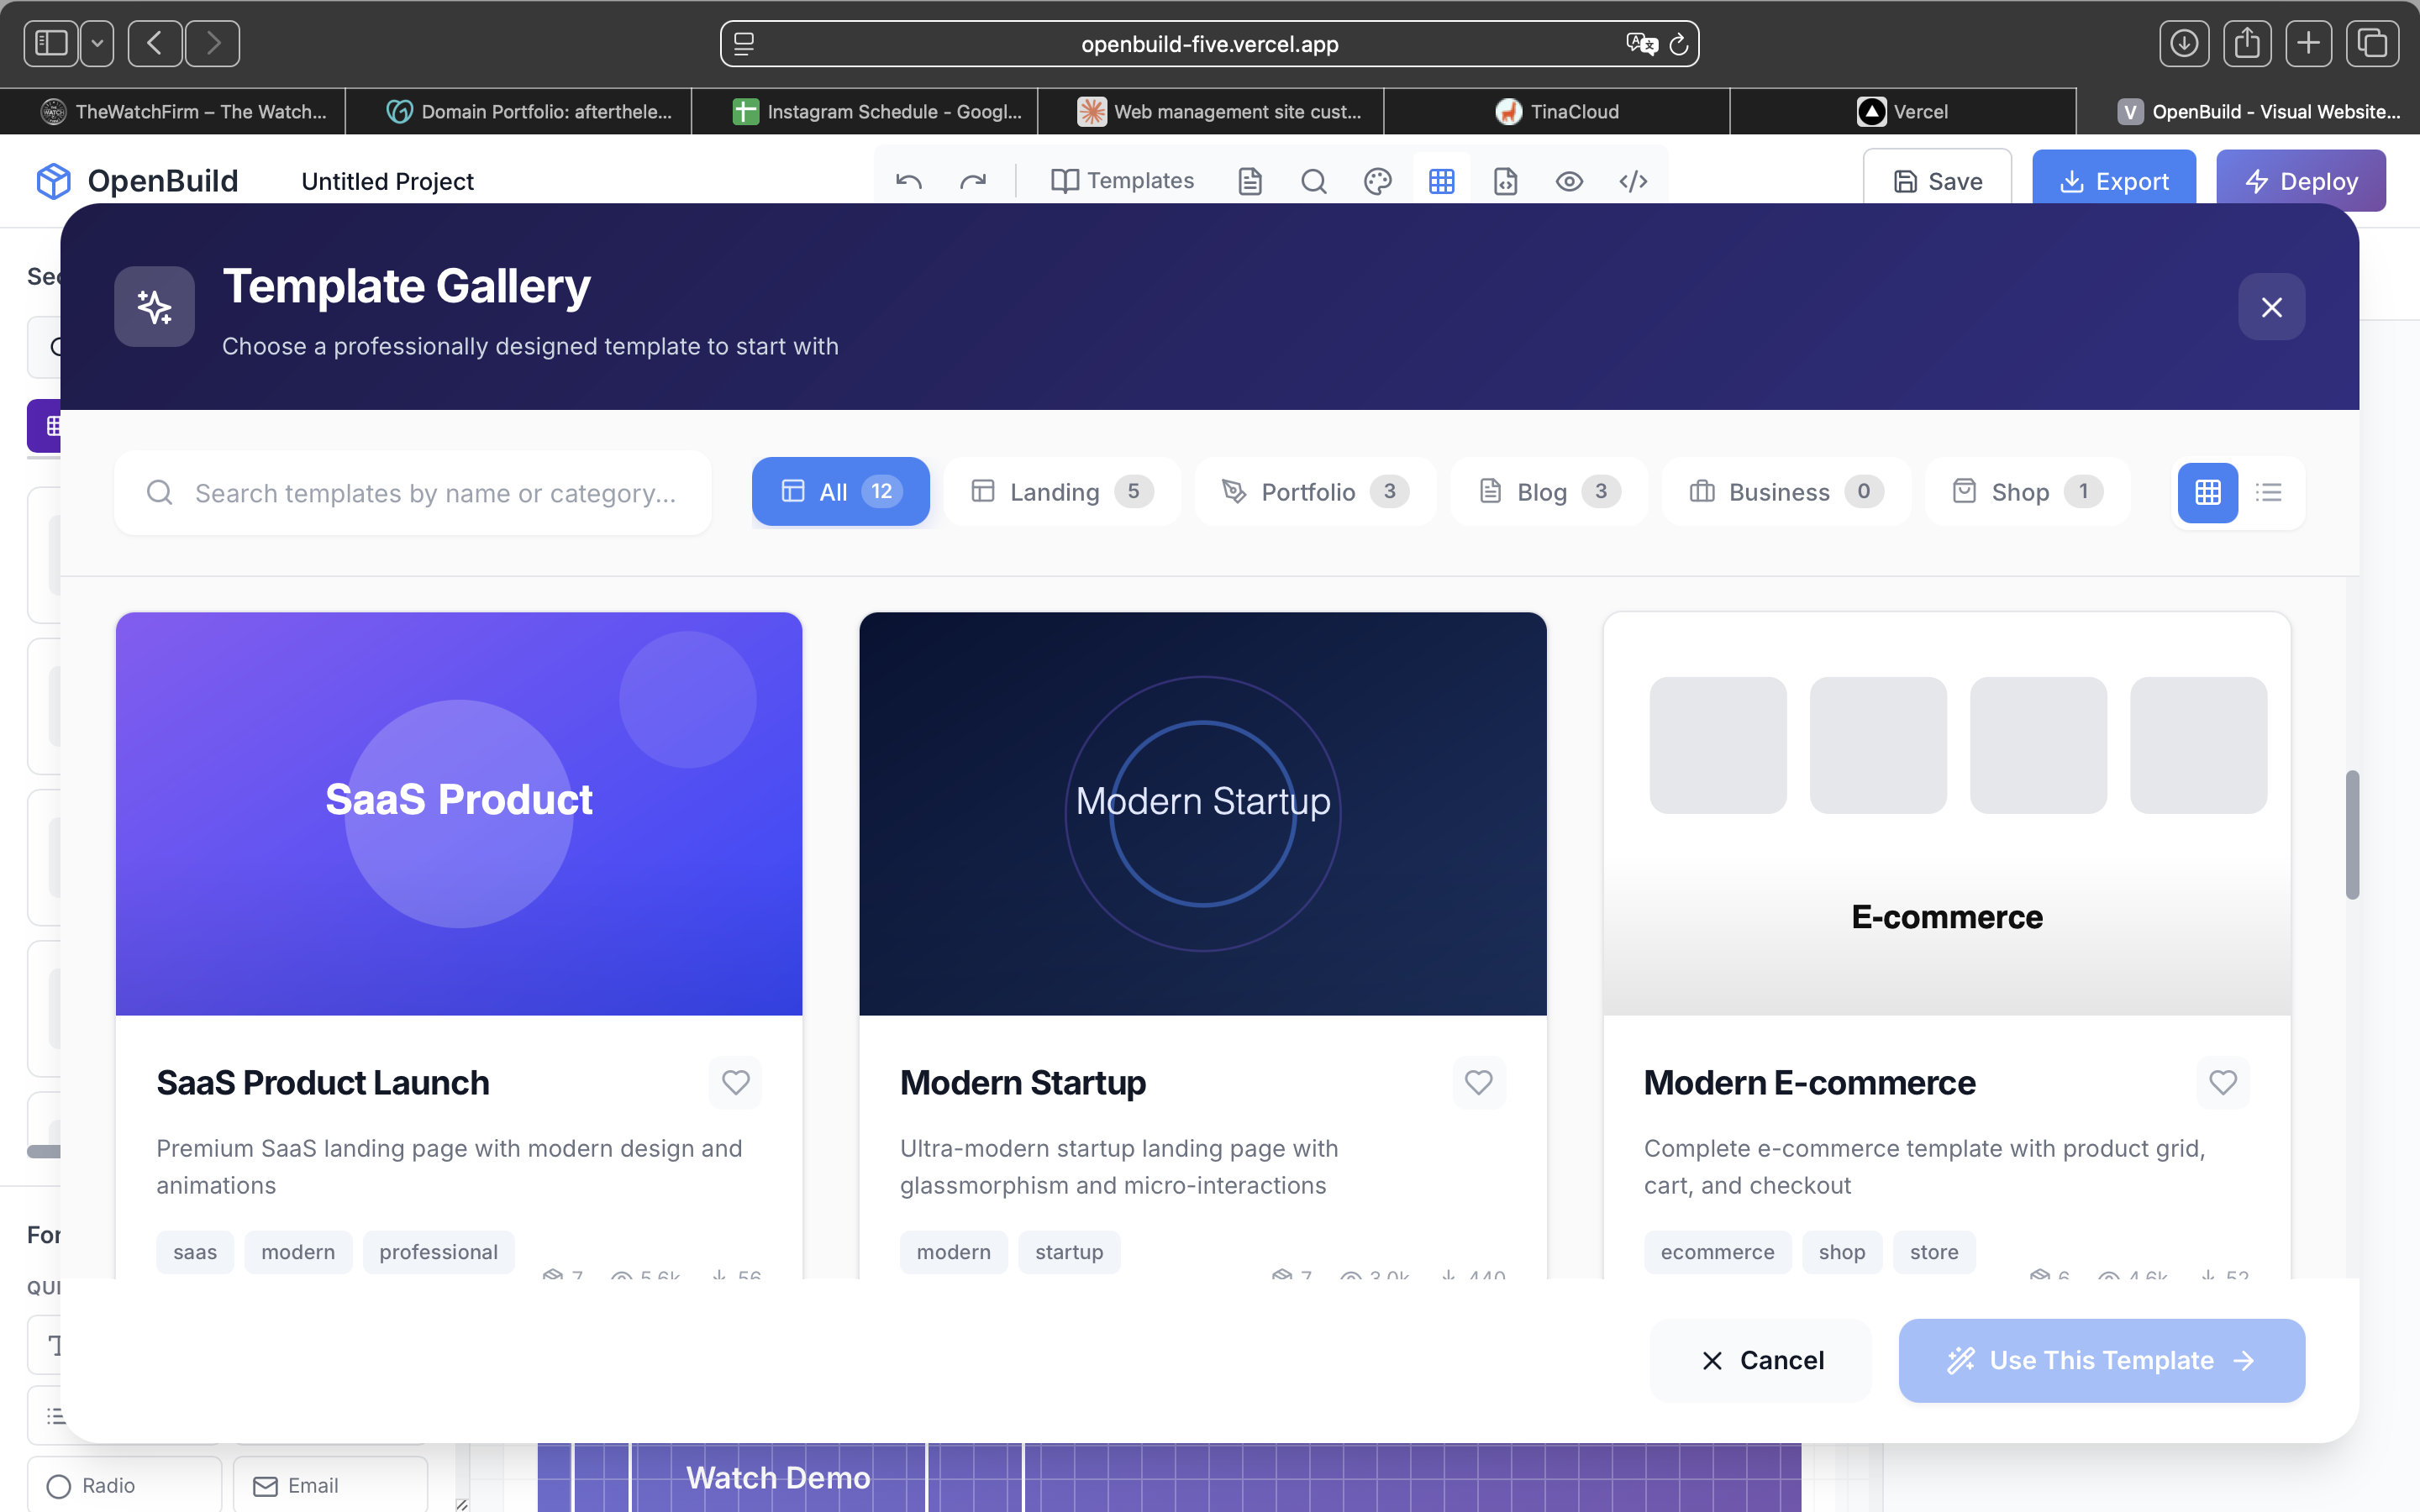 openbuild-five.vercel.app
TheWatchFirm – The Watch...
Domain Portfolio: afterthele...
Instagram Schedule - Googl...
Web management site cust...
TinaCloud
Vercel
V OpenBuild - Visual Website...
OpenBuild
Untitled Project
Templates
Save
Export
Deploy
Template Gallery
Choose a professionally designed template to start with
Search templates by name or category...
All 12
Landing 5
Portfolio 3
Blog 3
Business 0
Shop 1
SaaS Product
Modern Startup
E-commerce
SaaS Product Launch
Premium SaaS landing page with modern design and
animations
saas modern professional
7 5.6k 56
Modern Startup
Ultra-modern startup landing page with
glassmorphism and micro-interactions
modern startup
7 3.0k 440
Modern E-commerce
Complete e-commerce template with product grid,
cart, and checkout
ecommerce shop store
6 4.6k 52
Cancel
Use This Template
Radio
Email
Watch Demo